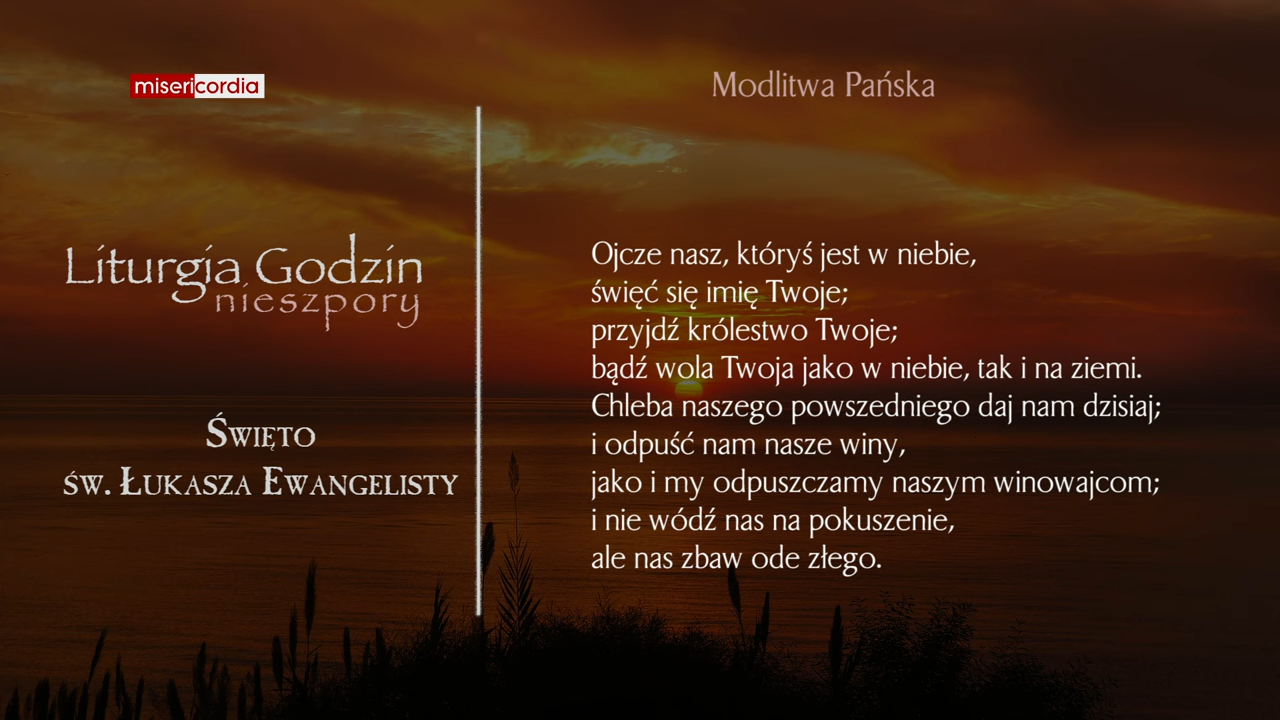 misericordia
Modlitwa Pańska
Liturgia Godzin
nieszpory
Święto
św. Łukasza Ewangelisty
Ojcze nasz, któryś jest w niebie,
święć się imię Twoje;
przyjdź królestwo Twoje;
bądź wola Twoja jako w niebie, tak i na ziemi.
Chleba naszego powszedniego daj nam dzisiaj;
i odpuść nam nasze winy,
jako i my odpuszczamy naszym winowajcom;
i nie wódź nas na pokuszenie,
ale nas zbaw ode złego.